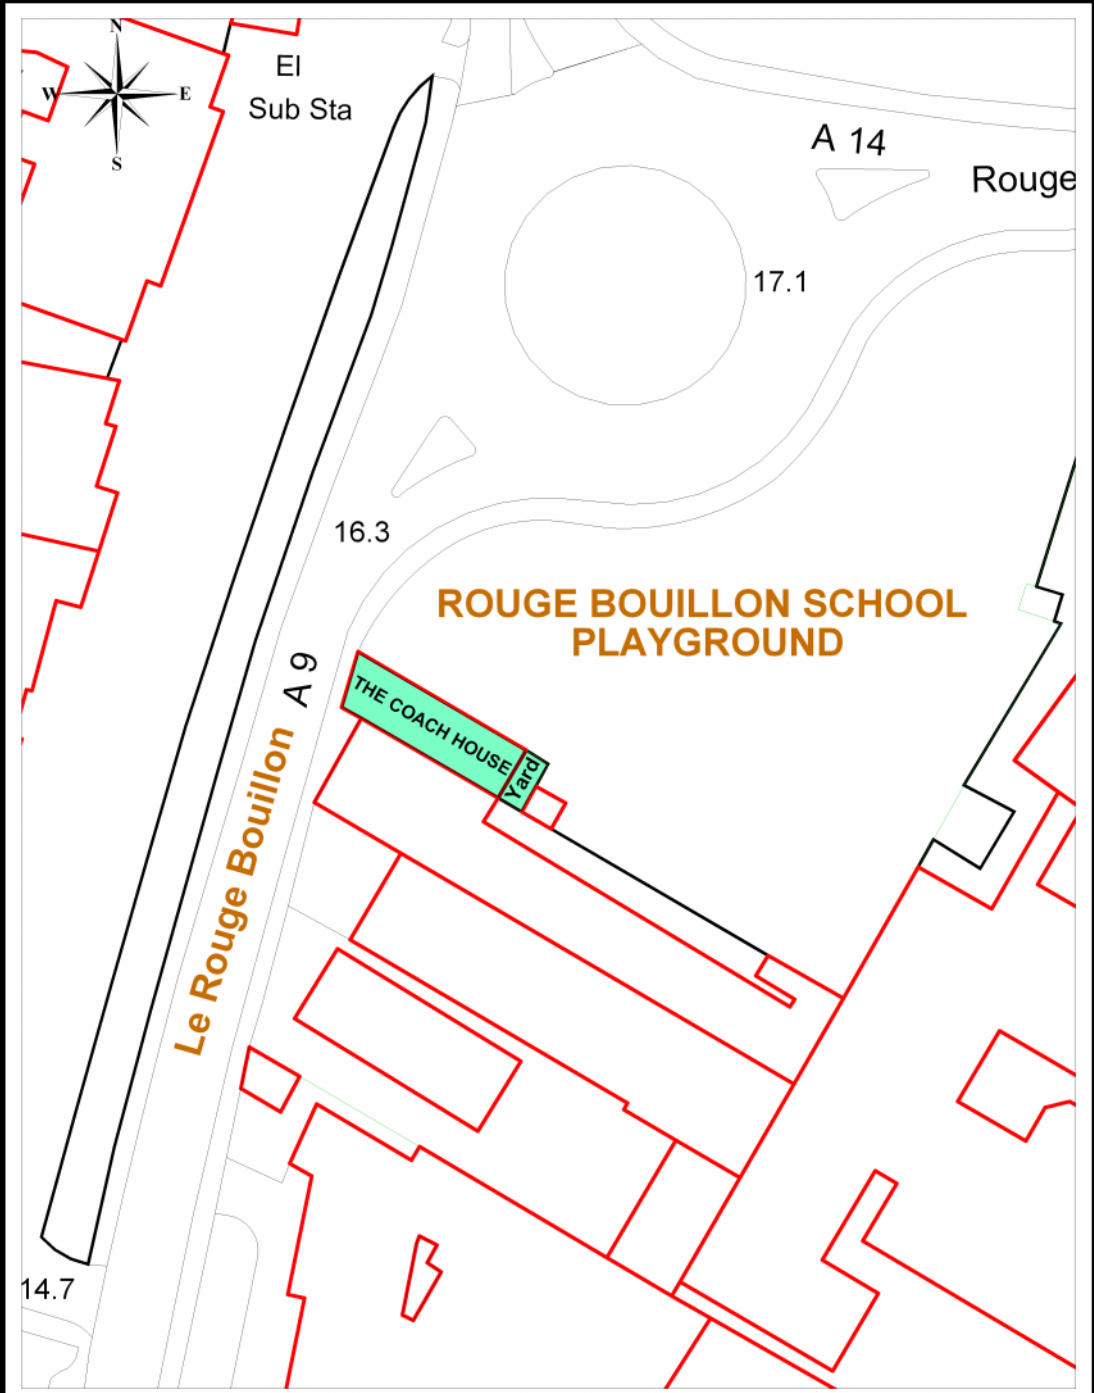 N
W
E
S
El
Sub Sta
A 14
Rouge
17.1
16.3
ROUGE BOUILLON SCHOOL
PLAYGROUND
A 9
THE COACH HOUSE
Yard
Le Rouge Bouillon
14.7